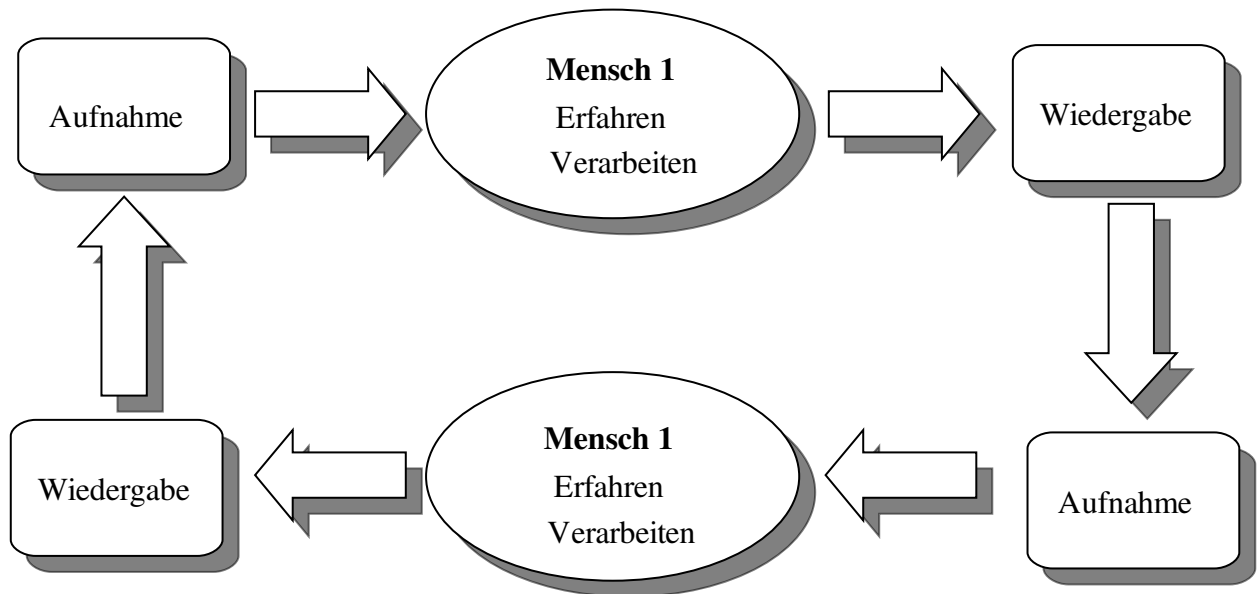 Aufnahme
Mensch 1
Erfahren
Verarbeiten
Wiedergabe
Wiedergabe
Mensch 1
Erfahren
Verarbeiten
Aufnahme